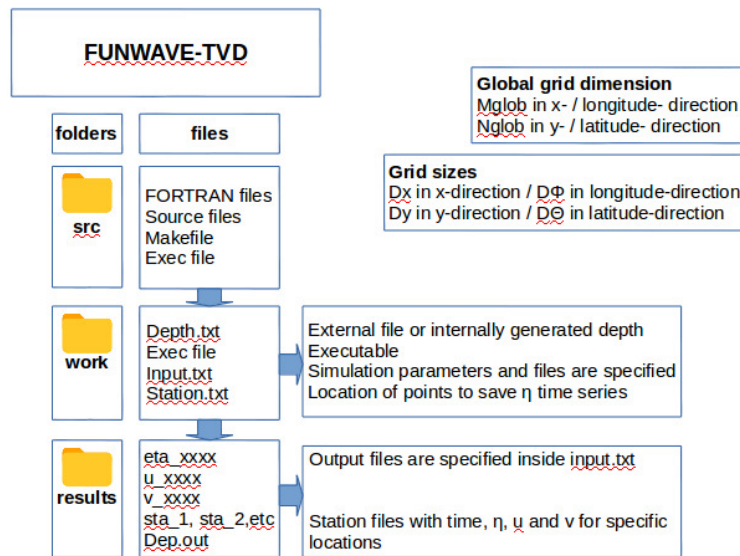 FUNWAVE-TVD
Global grid dimension
Mglob in x- / longitude- direction
Nglob in y- / latitude- direction
folders
files
Grid sizes
Dx in x-direction / DΦ in longitude-direction
Dy in y-direction / DΘ in latitude-direction
src
FORTRAN files
Source files
Makefile
Exec file
work
Depth.txt
Exec file
Input.txt
Station.txt
External file or internally generated depth
Executable
Simulation parameters and files are specified
Location of points to save η time series
results
eta_xxxx
u_xxxx
v_xxxx
sta_1, sta_2,etc
Dep.out
Output files are specified inside input.txt
Station files with time, η, u and v for specific
locations